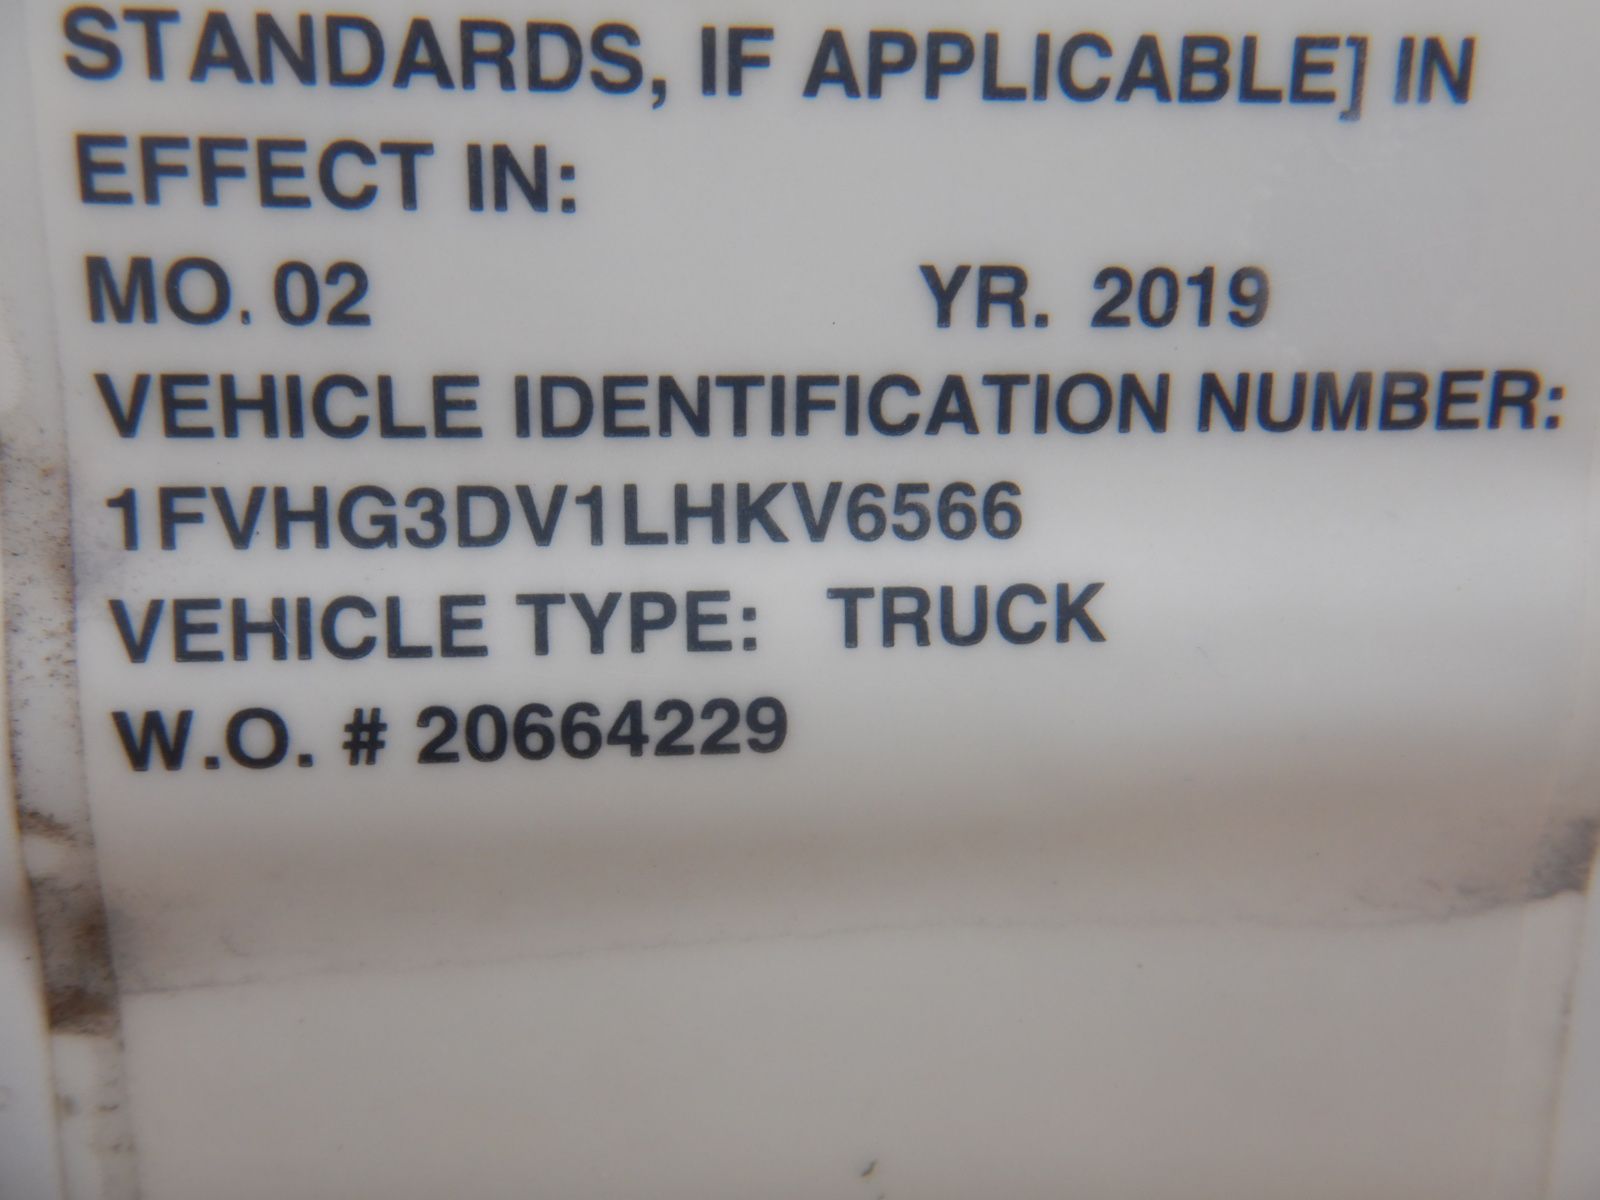 STANDARDS, IF APPLICABLE] IN
EFFECT IN:
MO. 02 YR. 2019
VEHICLE IDENTIFICATION NUMBER:
1FVHG3DV1LHKV6566
VEHICLE TYPE: TRUCK
W.O. # 20664229